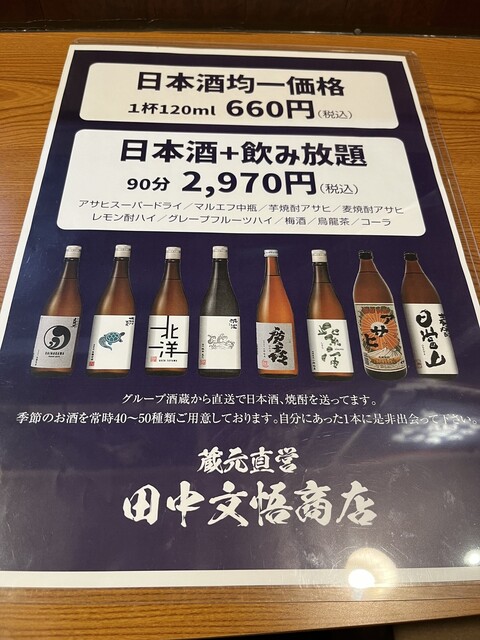 日本酒均一価格
1杯120ml 660円(税込)
日本酒+飲み放題
90分 2,970円(税込)
アサヒスーパードライ/マルエフ中瓶/芋焼酎アサヒ/麦焼酎アサヒ
レモン酎ハイ/グレープフルーツハイ/梅酒/烏龍茶/コーラ
北洋
アサヒ
グループ酒蔵から直送で日本酒、焼酎を送ってます。
季節のお酒を常時40〜50種類ご用意しております。自分にあった1本に是非出会って下さい。
蔵元直営
田中文悟商店